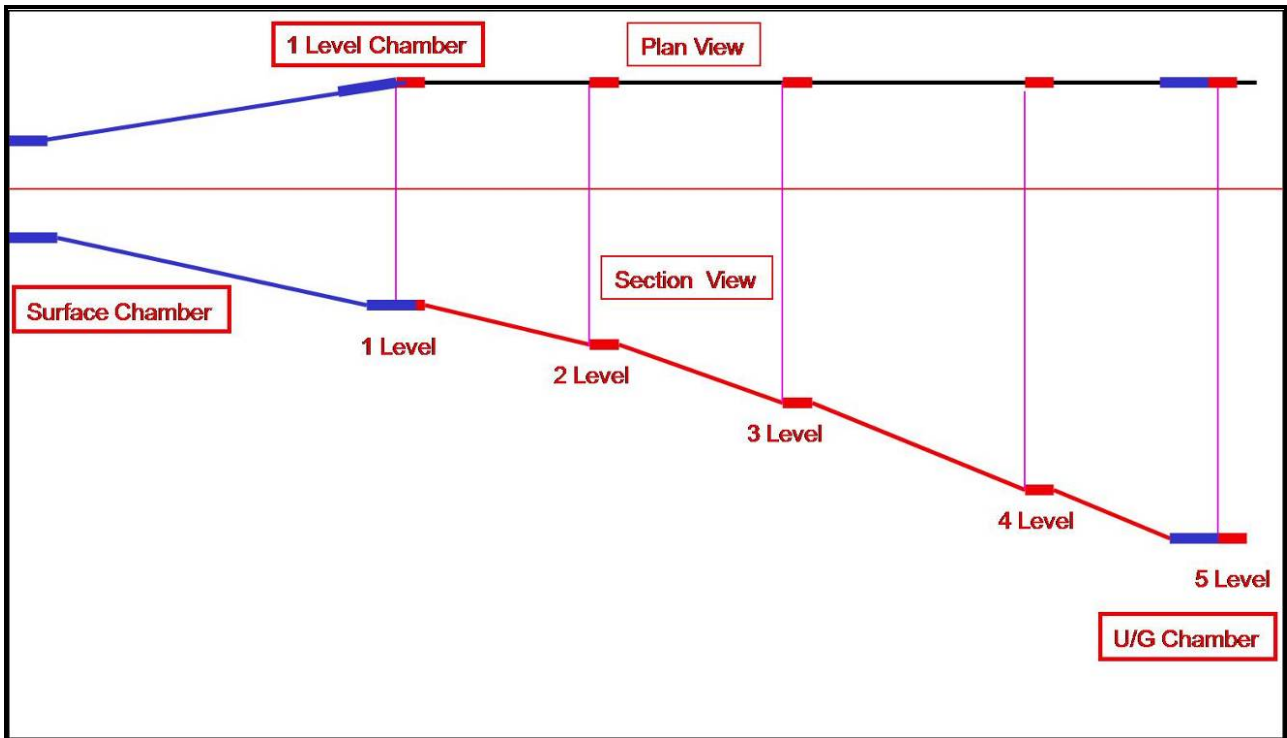 1 Level Chamber
Plan View
Section View
Surface Chamber
1 Level
2 Level
3 Level
4 Level
5 Level
U/G Chamber